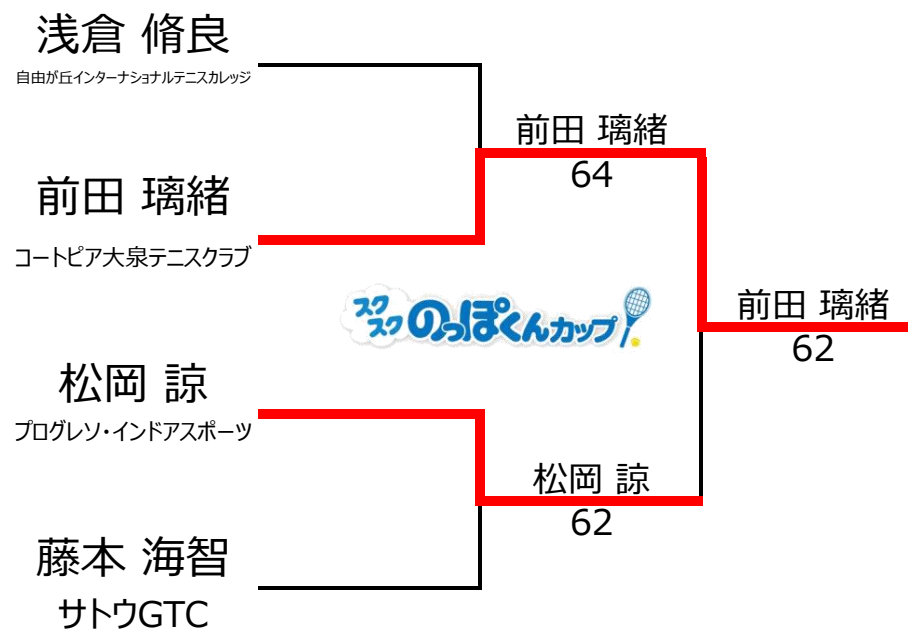 浅倉 脩良
自由が丘インターナショナルテニスカレッジ
前田 璃緒
64
前田 璃緒
コートピア大泉テニスクラブ
スクスクのっぽくんカップ
前田 璃緒
62
松岡 諒
プログレソ・インドアスポーツ
松岡 諒
62
藤本 海智
サトウGTC